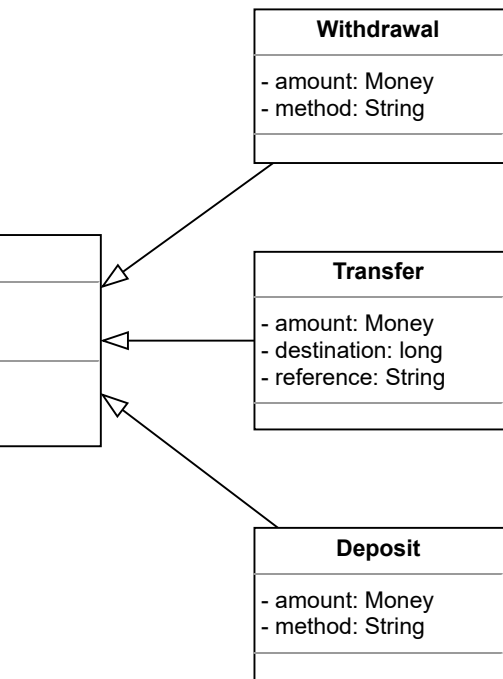 Withdrawal
- amount: Money
- method: String
Transfer
- amount: Money
- destination: long
- reference: String
Deposit
- amount: Money
- method: String